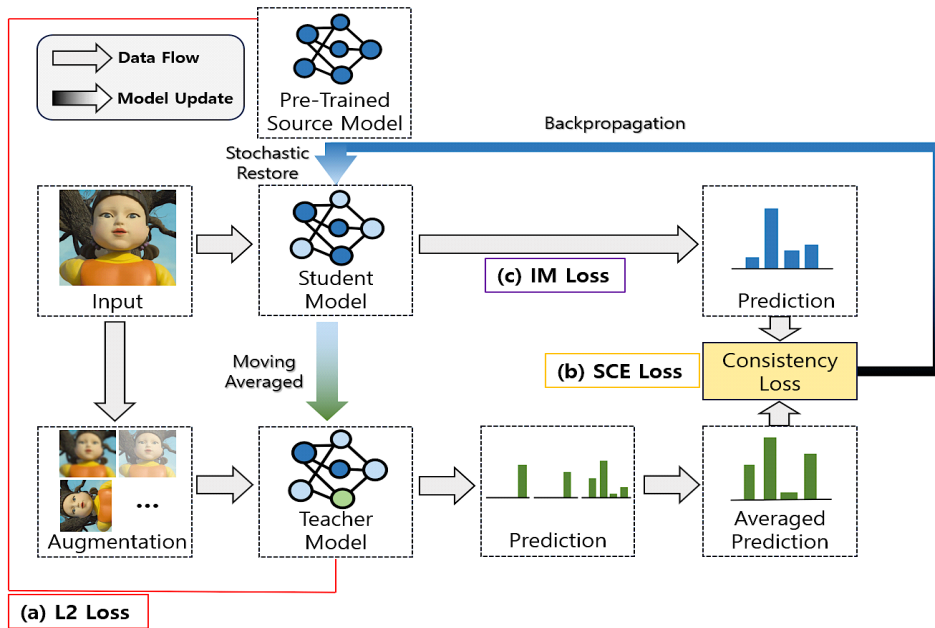 Data Flow
Model Update
Pre-Trained
Source Model
Backpropagation
Stochastic
Restore
Input
Student
Model
(c) IM Loss
Prediction
Moving
Averaged
(b) SCE Loss
Consistency
Loss
...
Augmentation
Teacher
Model
Prediction
Averaged
Prediction
(a) L2 Loss